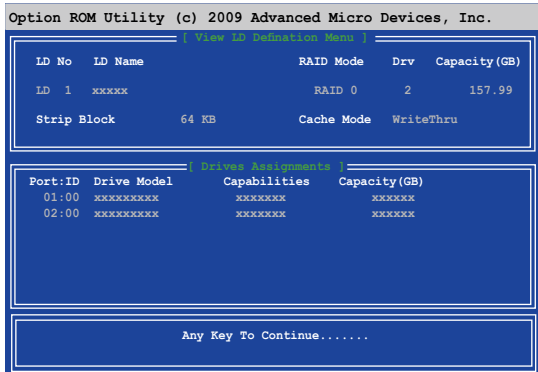 Option ROM Utility (c) 2009 Advanced Micro Devices, Inc.
[ View LD Defination Menu ]
LD No LD Name RAID Mode Drv Capacity(GB)
LD 1 xxxxx RAID 0 2 157.99
Strip Block 64 KB Cache Mode WriteThru
[ Drives Assignments ]
Port:ID Drive Model Capabilities Capacity(GB)
01:00 xxxxxxxxx xxxxxxx xxxxxx
02:00 xxxxxxxxx xxxxxxx xxxxxx
Any Key To Continue.......